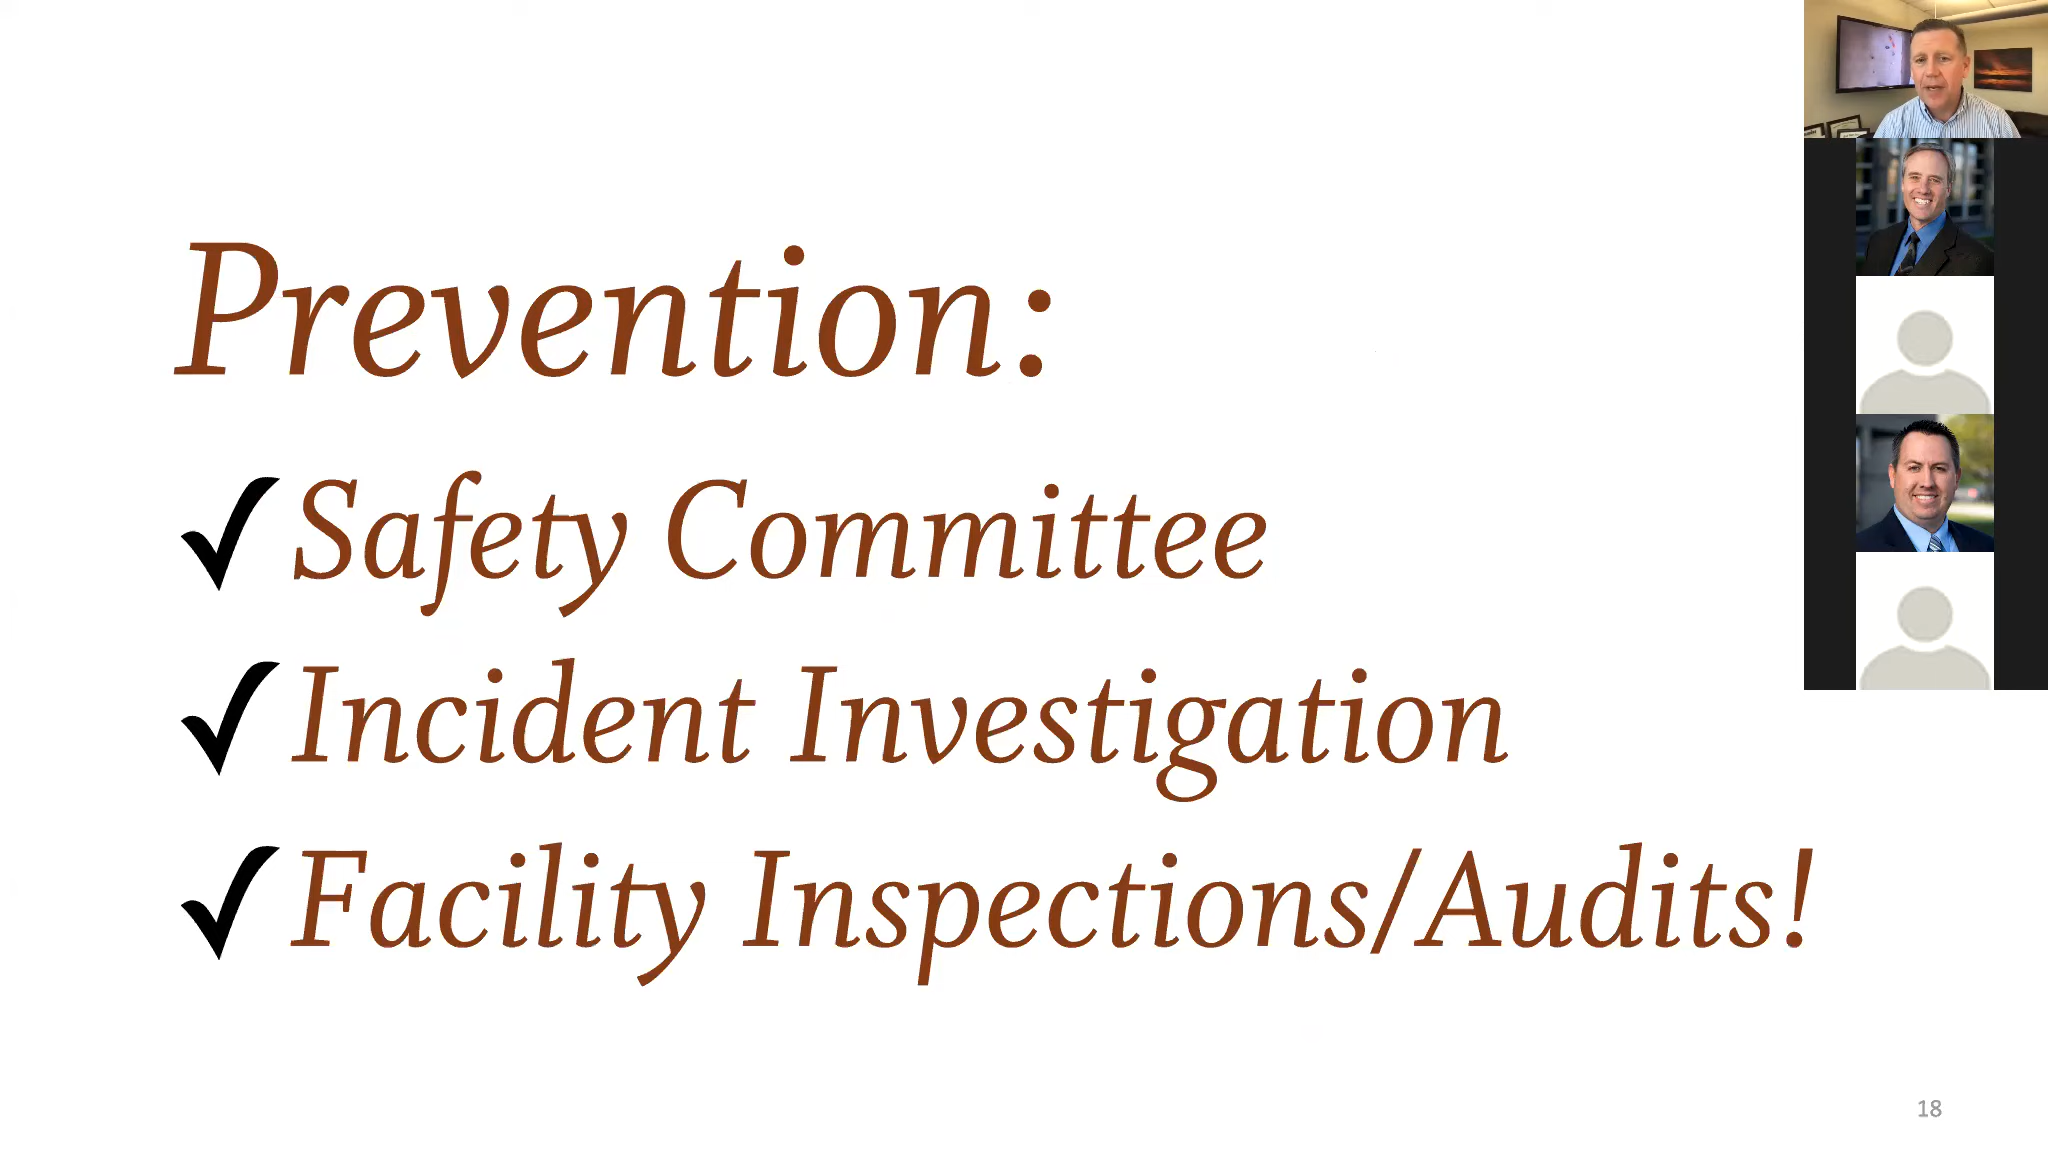 Prevention:
✓ Safety Committee
✓ Incident Investigation
✓ Facility Inspections/Audits!
18